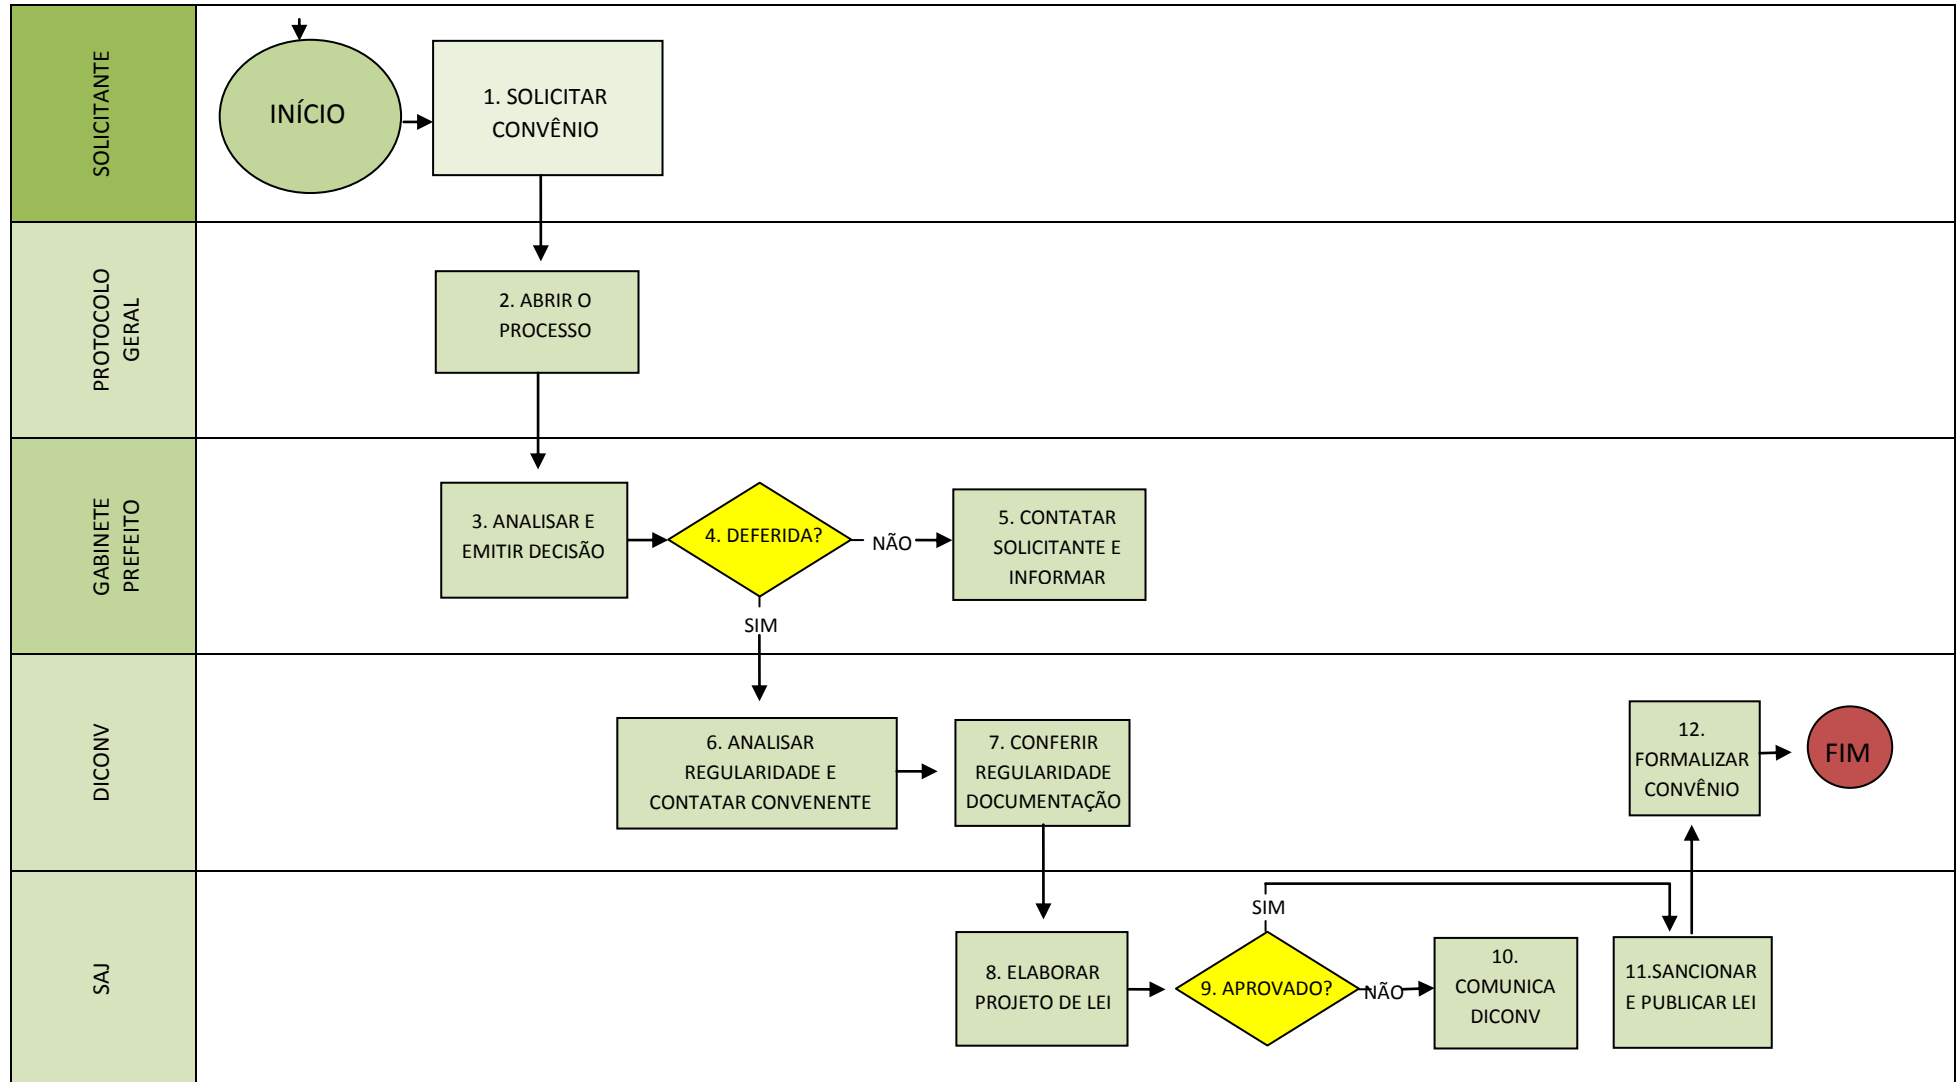 SOLICITANTE
INÍCIO
1. SOLICITAR
CONVÊNIO
PROTOCOLO
GERAL
2. ABRIR O
PROCESSO
GABINETE
PREFEITO
3. ANALISAR E
EMITIR DECISÃO
4. DEFERIDA?
NÃO
5. CONTATAR
SOLICITANTE E
INFORMAR
SIM
DICONV
6. ANALISAR
REGULARIDADE E
CONTATAR CONVENENTE
7. CONFERIR
REGULARIDADE
DOCUMENTAÇÃO
12.
FORMALIZAR
CONVÊNIO
FIM
SAJ
8. ELABORAR
PROJETO DE LEI
SIM
9. APROVADO?
NÃO
10.
COMUNICA
DICONV
11.SANCIONAR
E PUBLICAR LEI